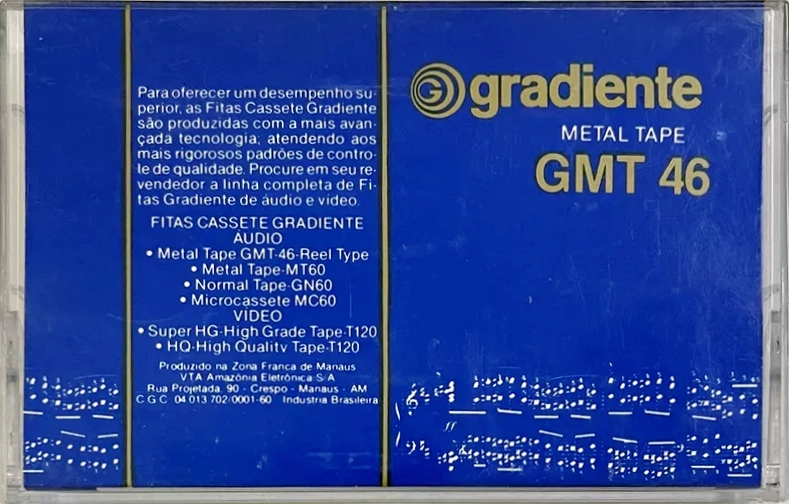 Para oferecer um desempenho su-
perior, as Fitas Cassete Gradiente
são produzidas com a mais avan-
çada tecnologia, atendendo aos
mais rigorosos padrões de contro-
le de qualidade. Procure em seu re-
vendedor a linha completa de Fi-
tas Gradiente de áudio e vídeo.
FITAS CASSETE GRADIENTE
ÁUDIO
• Metal Tape GMT-46-Reel Type
• Metal Tape-MT60
• Normal Tape-GN60
• Microcassete MC60
VÍDEO
• Super HG-High Grade Tape-T120
• HQ-High Quality Tape-T120
Produzido na Zona Franca de Manaus
VTA Amazônia Eletrônica S-A
Rua Projetada, 90 - Crespo - Manaus - AM
C G C 04 013 702/0001-60 Indústria Brasileira
G gradiente
METAL TAPE
GMT 46
ff